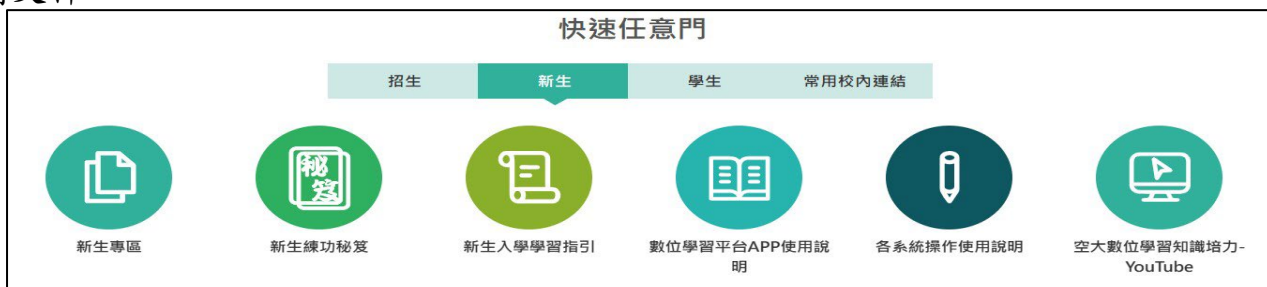 快速任意門
招生
新生
學生
常用校內連結
秘
笈
新生專區
新生練功秘笈
新生入學學習指引
數位學習平台APP使用說
明
各系統操作使用說明
空大數位學習知識培力-
YouTube